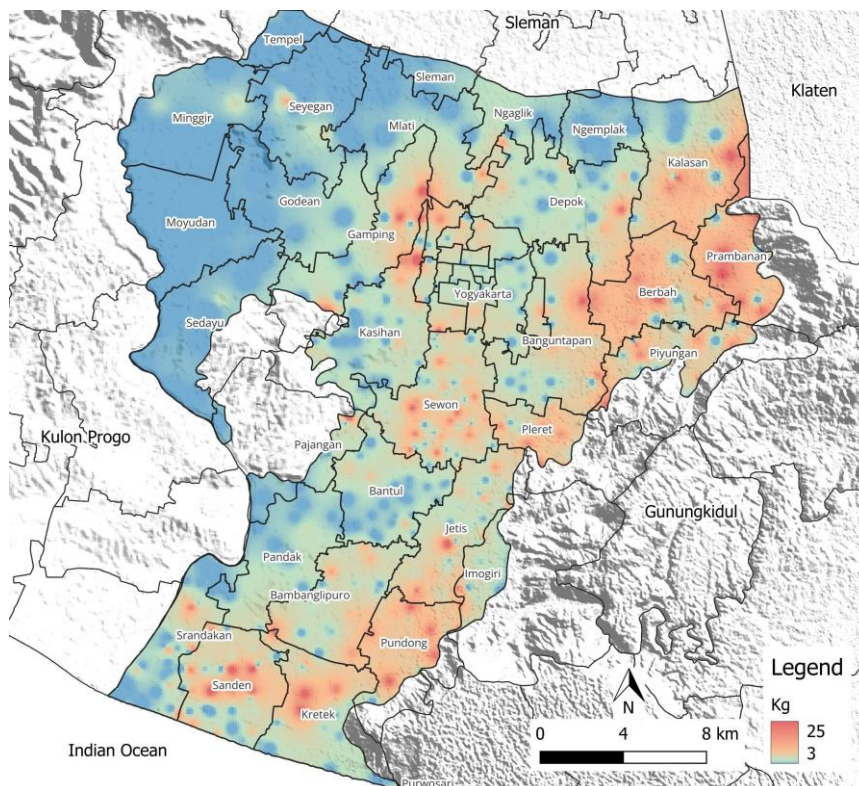 Sleman
Tempel
Sleman
Klaten
Minggir
Seyegan
Mlati
Ngaglik
Ngemplak
Kalasan
Moyudan
Godean
Depok
Gamping
Prambanan
Yogyakarta
Berbah
Sedayu
Kasihan
Banguntapan
Piyungan
Sewon
Pleret
Kulon Progo
Pajangan
Bantul
Gunungkidul
Jetis
Pandak
Imogiri
Bambanglipuro
Srandakan
Pundong
Sanden
Kretek
Indian Ocean
Purwosari
N
0 4 8 km
Legend
Kg
25
3